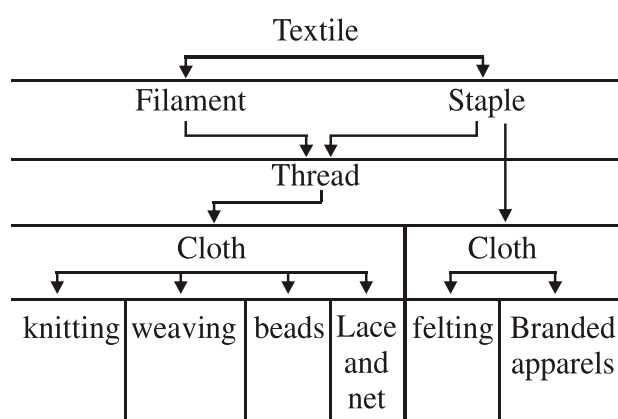 Textile
Filament Staple
Thread
Cloth Cloth
knitting weaving beads Lace and net felting Branded apparels